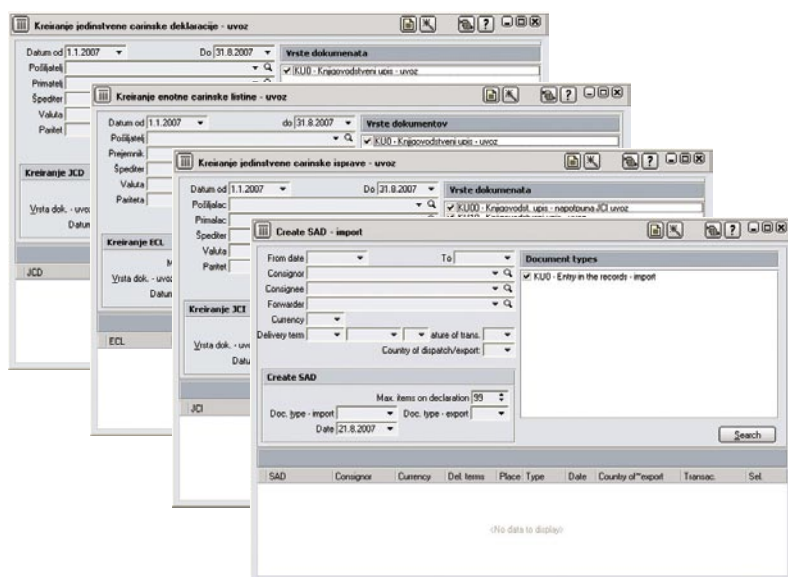 Kreiranje jedinstvene carinske deklaracije - uvoz
Datum od 1.1.2007 Do 31.8.2007 Vrste dokumenata
Pošiljatelj KU0 - Knjigovodstveni upis - uvoz
Primatelj
Špediter
Valuta
Paritet
Kreiranje JCD
Vrsta dok. - uvoz
Datum
JCD
Kreiranje enotne carinske listine - uvoz
Datum od 1.1.2007 do 31.8.2007 Vrste dokumentov
Pošiljatelj KU0 - Knjigovodstveni upis - uvoz
Prejemnik
Špediter
Valuta
Pariteta
Kreiranje ECL
M
Vrsta dok. - uvoz
Datum
ECL
Kreiranje jedinstvene carinske isprave - uvoz
Datum od 1.1.2007 Do 31.8.2007 Vrste dokumenata
Pošiljalac KU0 - Knjigovodst. upis - napotpuna JCI uvoz
Primalac
Špediter
Valuta
Paritet
Kreiranje JCI
Vrsta dok. - uvo
Datu
JCI
Create SAD - import
From date To Document types
Consignor KU0 - Entry in the records - import
Consignee
Forwarder
Currency
Delivery term ature of trans.
Country of dispatch/export
Create SAD
Max. items on declaration 99
Doc. type - import Doc. type - export
Date 21.8.2007
Search
SAD Consignor Currency Del. terms Place Type Date Country of~export Transac. Sel.
<No data to display>